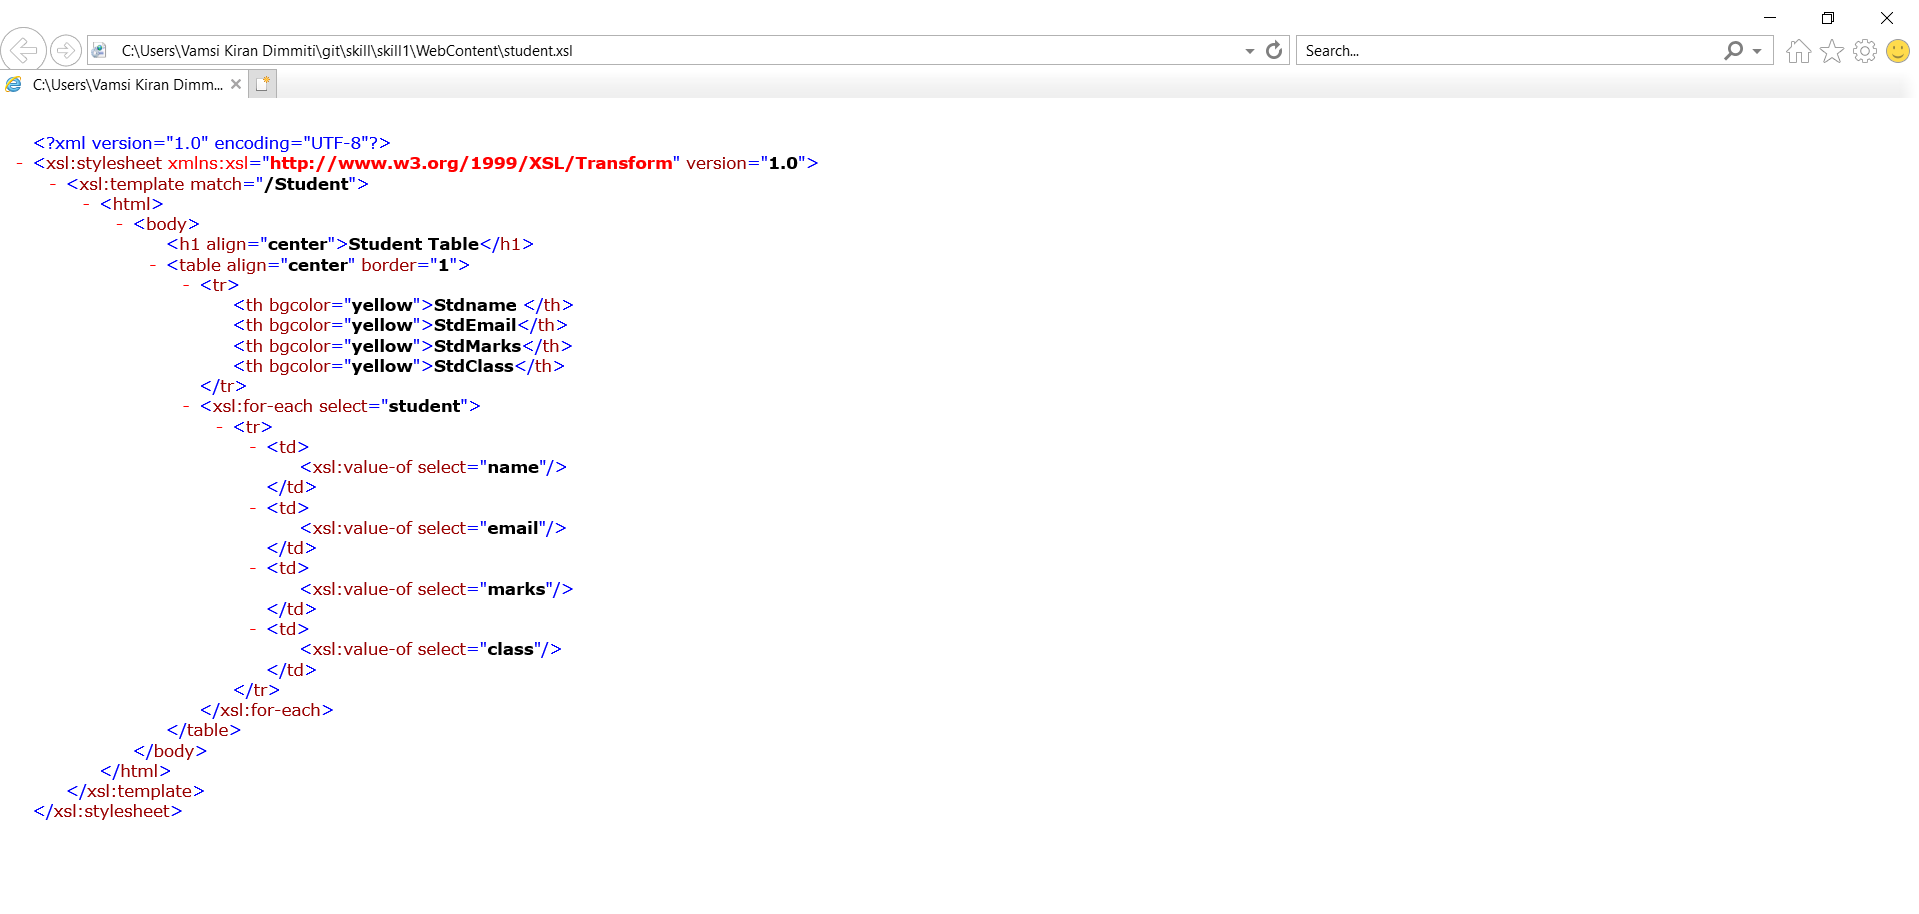 C:\Users\Vamsi Kiran Dimmiti\git\skill\skill1\WebContent\student.xsl
Search...
C:\Users\Vamsi Kiran Dimm...
<?xml version="1.0" encoding="UTF-8"?>
- <xsl:stylesheet xmlns:xsl="http://www.w3.org/1999/XSL/Transform" version="1.0">
- <xsl:template match="/Student">
- <html>
- <body>
<h1 align="center">Student Table</h1>
- <table align="center" border="1">
- <tr>
<th bgcolor="yellow">Stdname </th>
<th bgcolor="yellow">StdEmail</th>
<th bgcolor="yellow">StdMarks</th>
<th bgcolor="yellow">StdClass</th>
</tr>
- <xsl:for-each select="student">
- <tr>
- <td>
<xsl:value-of select="name"/>
</td>
- <td>
<xsl:value-of select="email"/>
</td>
- <td>
<xsl:value-of select="marks"/>
</td>
- <td>
<xsl:value-of select="class"/>
</td>
</tr>
</xsl:for-each>
</table>
</body>
</html>
</xsl:template>
</xsl:stylesheet>